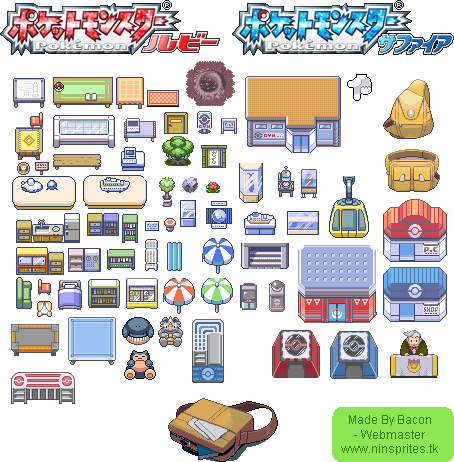 ポケットモンスター
Pokémon
ルビー
ポケットモンスター
Pokémon
サファイア
GYM
GYM
P.C
SHOP
Made By Bacon
- Webmaster
www.ninsprites.tk